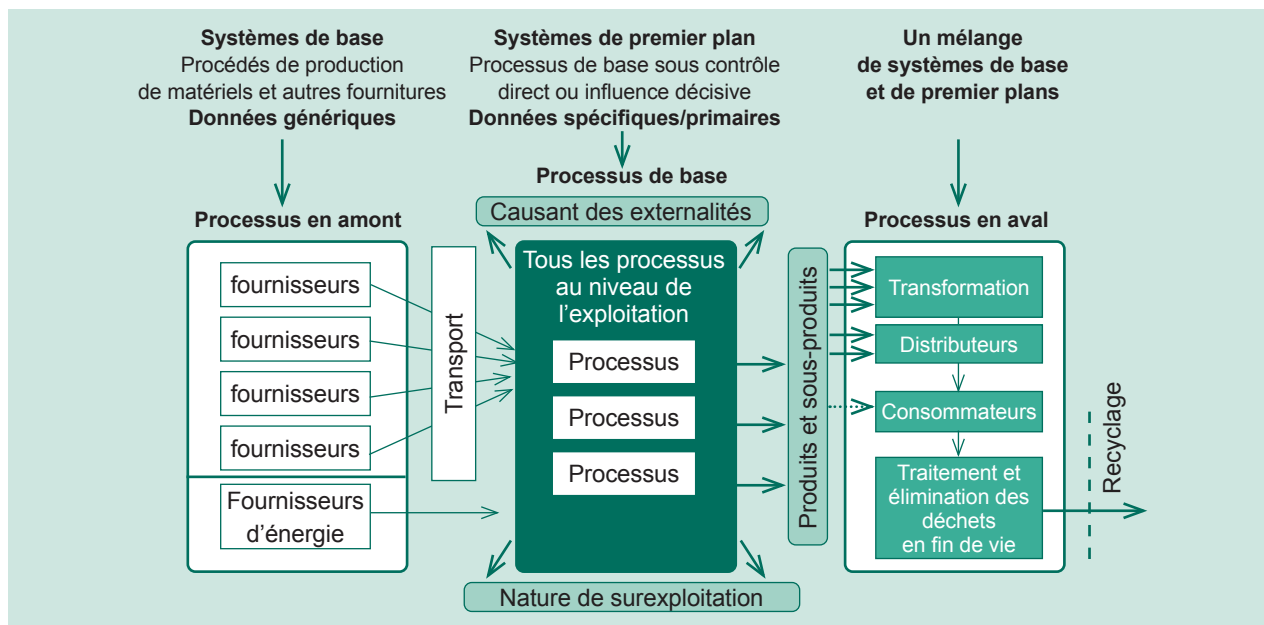 Systèmes de base
Procédés de production
de matériels et autres fournitures
Données génériques
Systèmes de premier plan
Processus de base sous contrôle
direct ou influence décisive
Données spécifiques/primaires
Un mélange
de systèmes de base
et de premier plans
Processus en amont
fournisseurs
fournisseurs
fournisseurs
fournisseurs
Fournisseurs
d’énergie
Transport
Processus de base
Causant des externalités
Tous les processus
au niveau de
l’exploitation
Processus
Processus
Processus
Nature de surexploitation
Produits et sous-produits
Processus en aval
Transformation
Distributeurs
Consommateurs
Traitement et
élimination des
déchets
en fin de vie
Recyclage